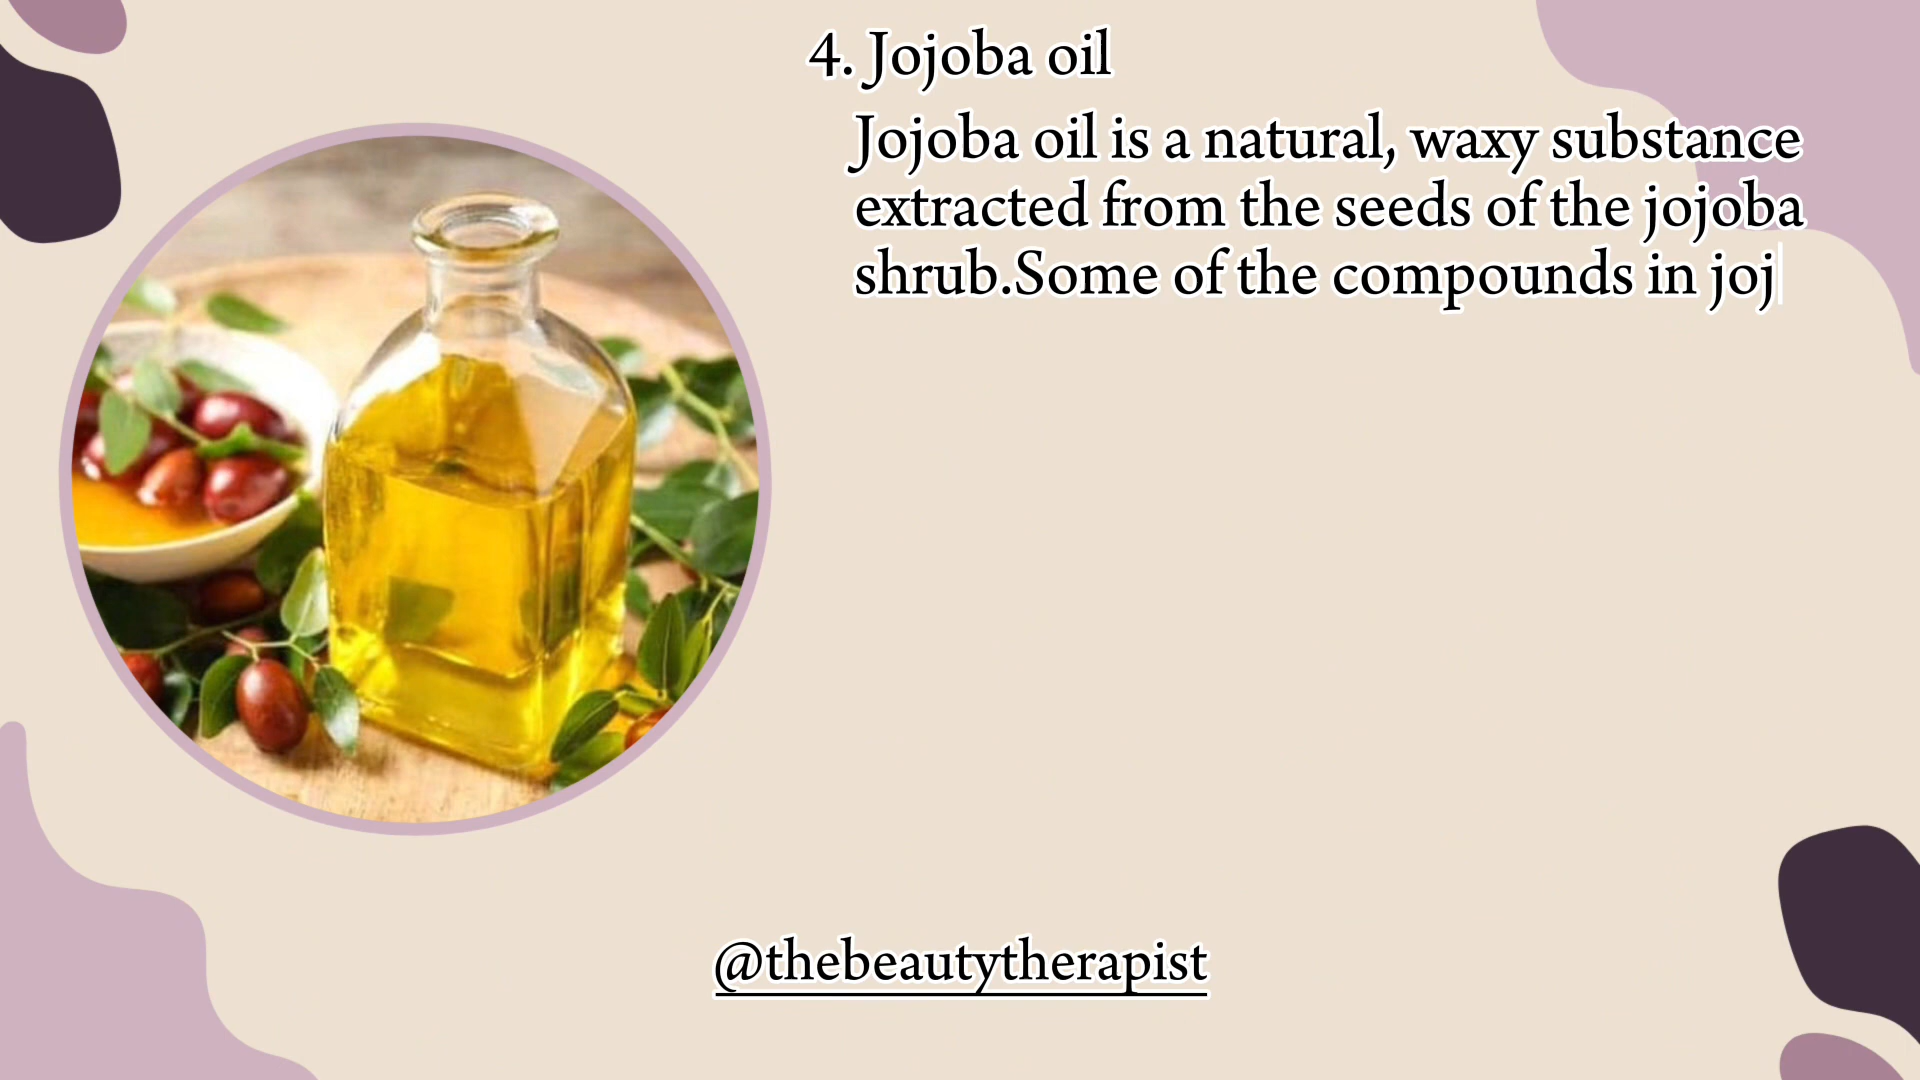 4. Jojoba oil
Jojoba oil is a natural, waxy substance
extracted from the seeds of the jojoba
shrub.Some of the compounds in joj
@thebeautytherapist